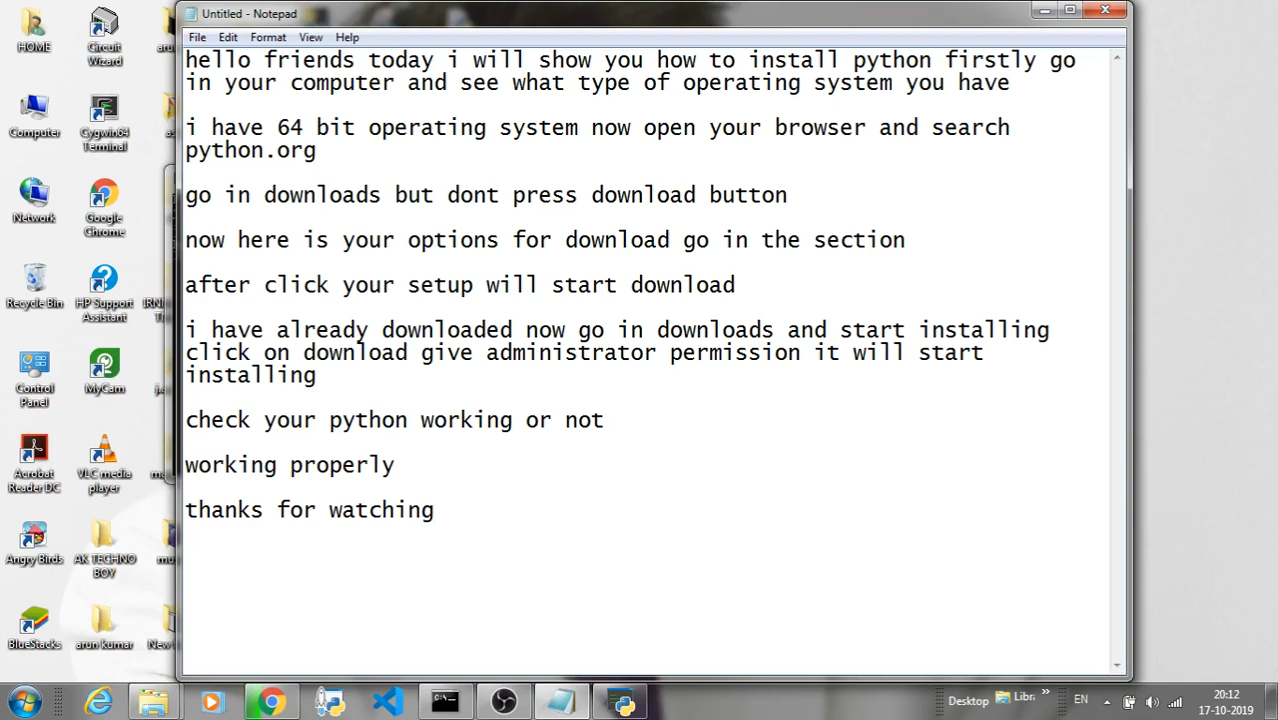 Untitled - Notepad
File Edit Format View Help
hello friends today i will show you how to install python firstly go
in your computer and see what type of operating system you have
i have 64 bit operating system now open your browser and search
python.org
go in downloads but dont press download button
now here is your options for download go in the section
after click your setup will start download
i have already downloaded now go in downloads and start installing
click on download give administrator permission it will start
installing
check your python working or not
working properly
thanks for watching
HOME
Circuit
Wizard
Computer
Cygwin64
Terminal
Network
Google
Chrome
Recycle Bin
HP Support
Assistant
Control
Panel
MyCam
Acrobat
Reader DC
VLC media
player
Angry Birds
AK TECHNO
BOY
BlueStacks
arun kumar
Desktop
Libr
EN
20:12
17-10-2019